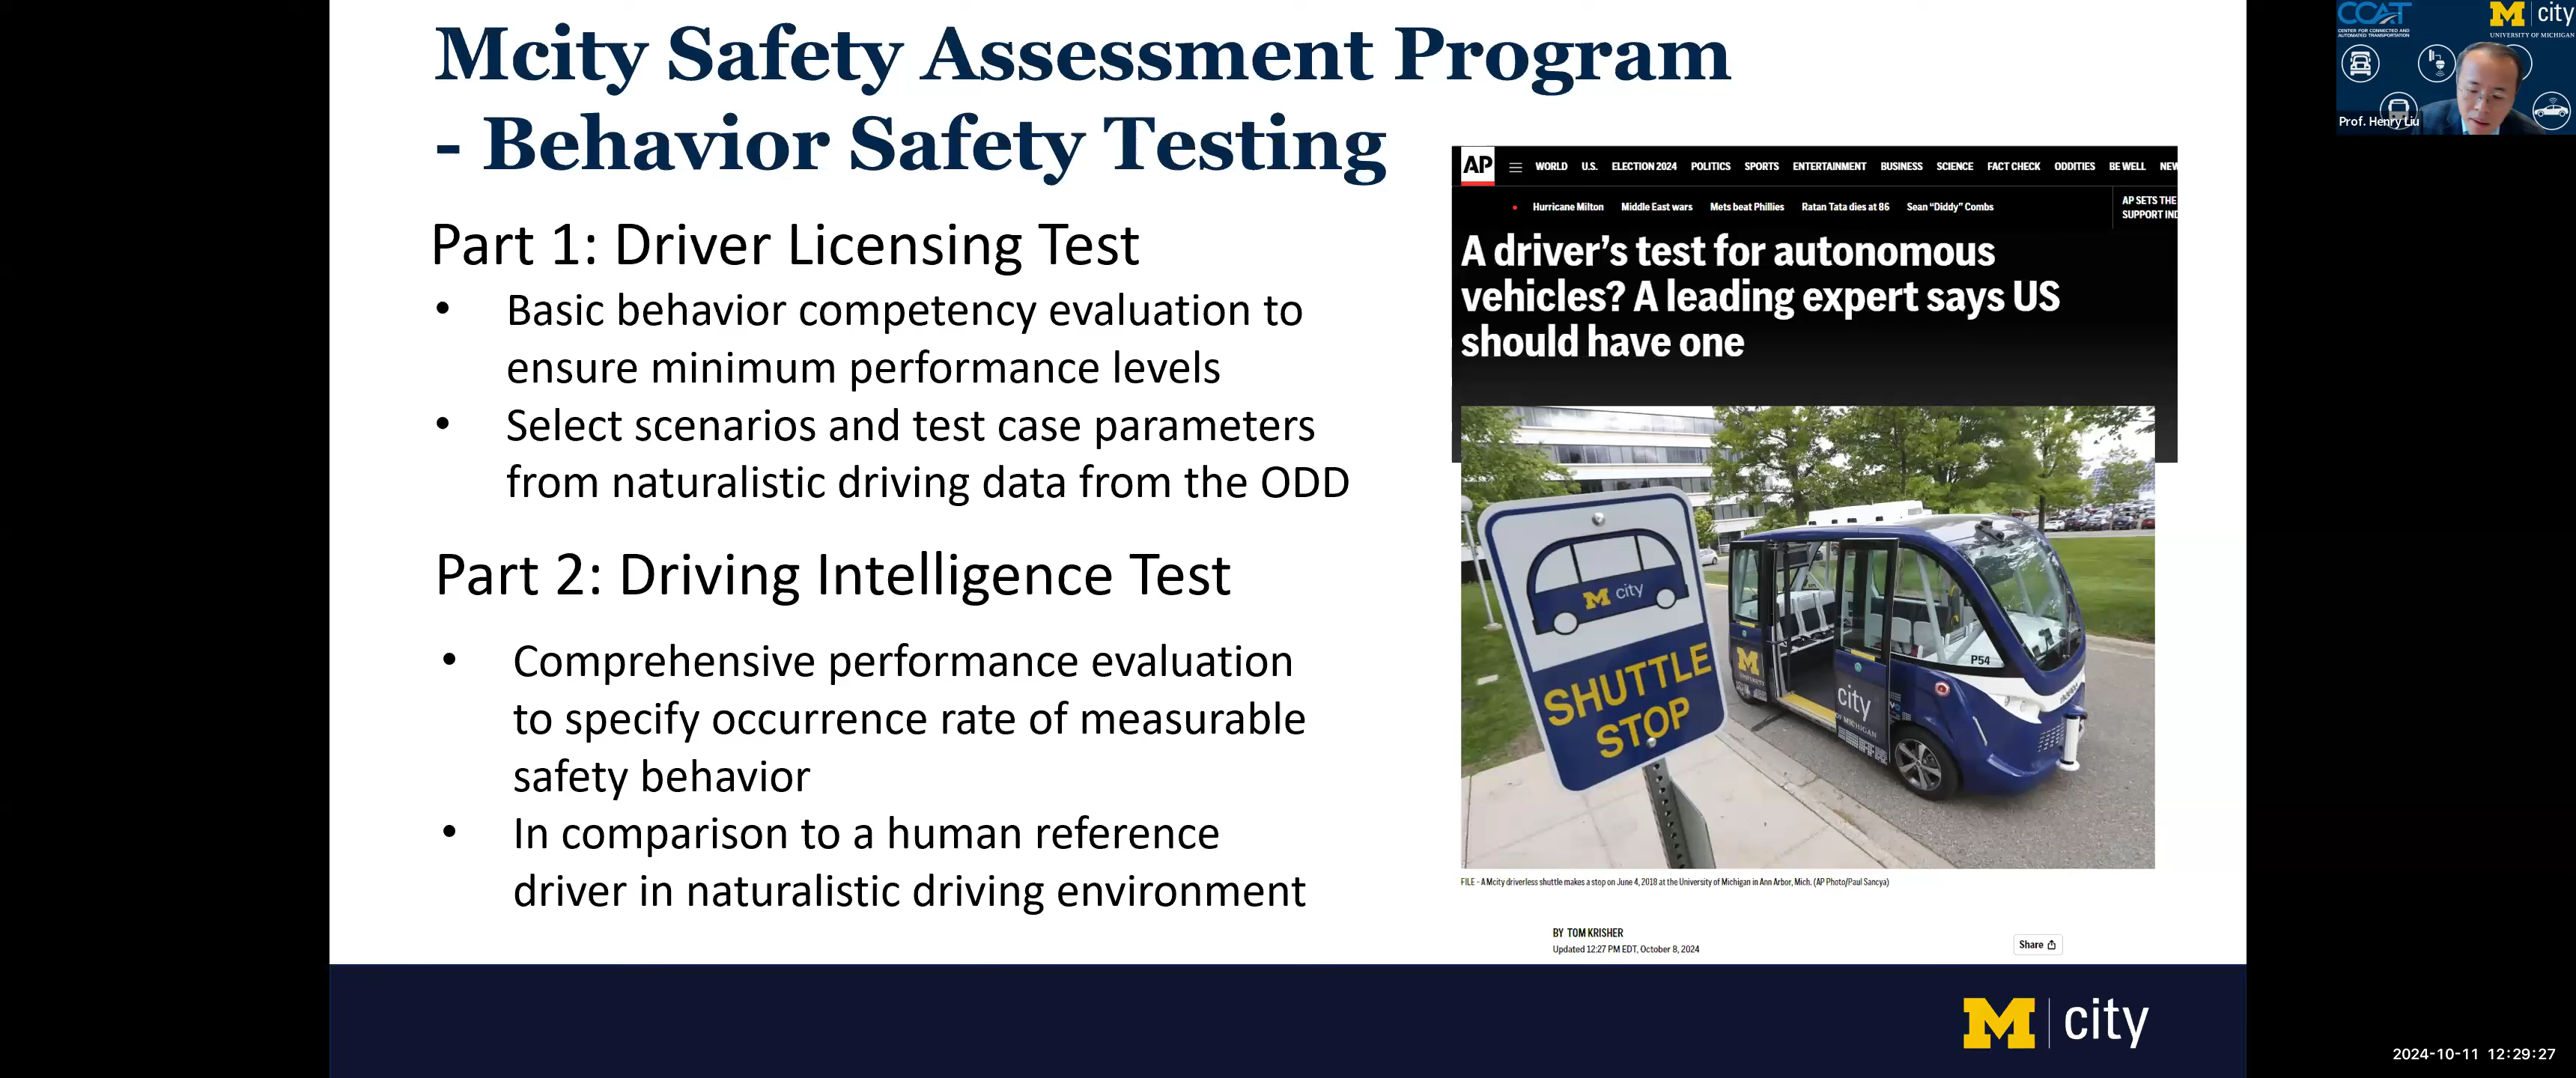 Mcity Safety Assessment Program
- Behavior Safety Testing
Part 1: Driver Licensing Test
• Basic behavior competency evaluation to
ensure minimum performance levels
• Select scenarios and test case parameters
from naturalistic driving data from the ODD
Part 2: Driving Intelligence Test
• Comprehensive performance evaluation
to specify occurrence rate of measurable
safety behavior
• In comparison to a human reference
driver in naturalistic driving environment
AP
WORLD U.S. ELECTION 2024 POLITICS SPORTS ENTERTAINMENT BUSINESS SCIENCE FACT CHECK ODDITIES BE WELL NEW
Hurricane Milton Middle East wars Mets beat Phillies Ratan Tata dies at 86 Sean “Diddy” Combs
AP SETS THE
SUPPORT IND
A driver’s test for autonomous
vehicles? A leading expert says US
should have one
M city
SHUTTLE
STOP
M
city
OF MICHIGAN
P54
FILE - A Mcity driverless shuttle makes a stop on June 4, 2018 at the University of Michigan in Ann Arbor, Mich. (AP Photo/Paul Sancya)
BY TOM KRISHER
Updated 12:27 PM EDT, October 8, 2024
Share
M city
CCAT
CENTER FOR CONNECTED AND
AUTOMATED TRANSPORTATION
M city
UNIVERSITY OF MICHIGAN
Prof. Henry Liu
2024-10-11 12:29:27